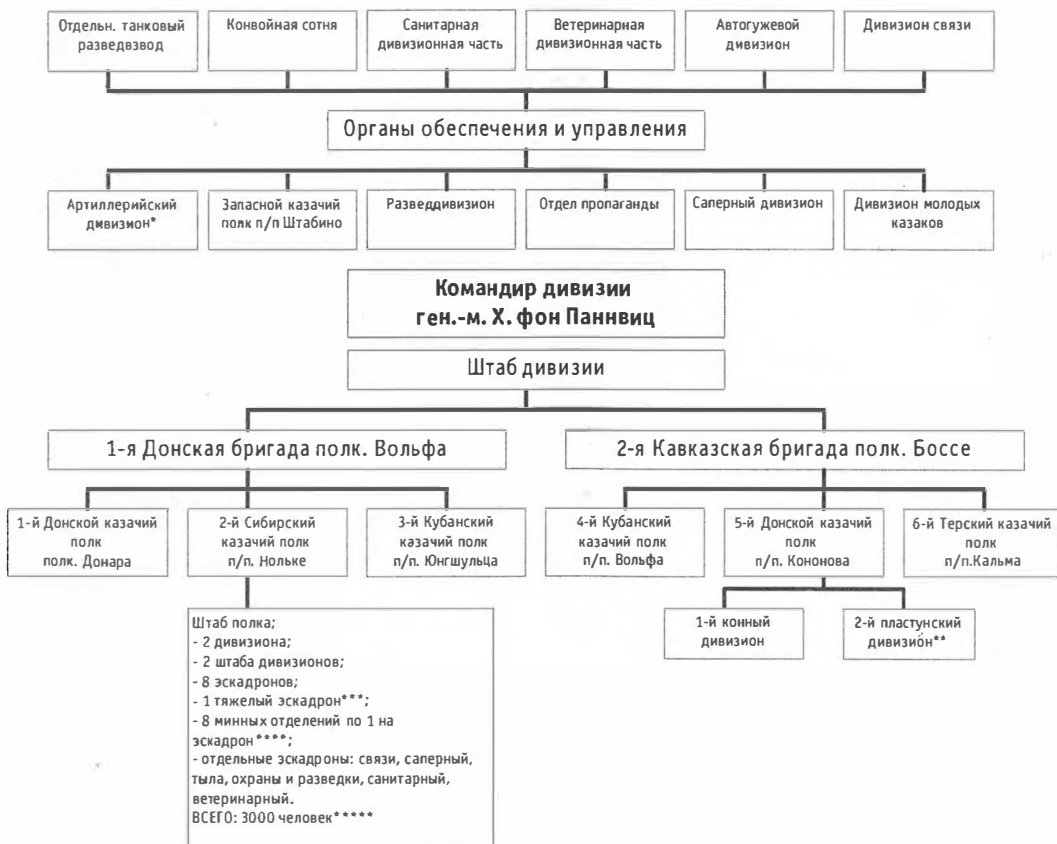 Отдельн. танковый
разведвзвод
Конвойная сотня
Санитарная
дивизионная часть
Ветеринарная
дивизионная часть
Автогужевой
дивизион
Дивизион связи
Органы обеспечения и управления
Артиллерийский
дивизион*
Запасной казачий
полк п/п Штабино
Разведдивизион
Отдел пропаганды
Саперный дивизион
Дивизион молодых
казаков
Командир дивизии
ген.-м. Х. фон Паннвиц
Штаб дивизии
1-я Донская бригада полк. Вольфа
2-я Кавказская бригада полк. Боссе
1-й Донской казачий
полк
полк. Донара
2-й Сибирский
казачий полк
п/п. Нольке
3-й Кубанский
казачий полк
п/п. Юнгшульца
4-й Кубанский
казачий полк
п/п. Вольфа
5-й Донской казачий
полк
п/п. Кононова
6-й Терский казачий
полк
п/п.Кальма
Штаб полка;
- 2 дивизиона;
- 2 штаба дивизионов;
- 8 эскадронов;
- 1 тяжелый эскадрон***;
- 8 минных отделений по 1 на
эскадрон****;
- отдельные эскадроны: связи, саперный,
тыла, охраны и разведки, санитарный,
ветеринарный.
ВСЕГО: 3000 человек*****
1-й конный
дивизион
2-й пластунский
дивизион**